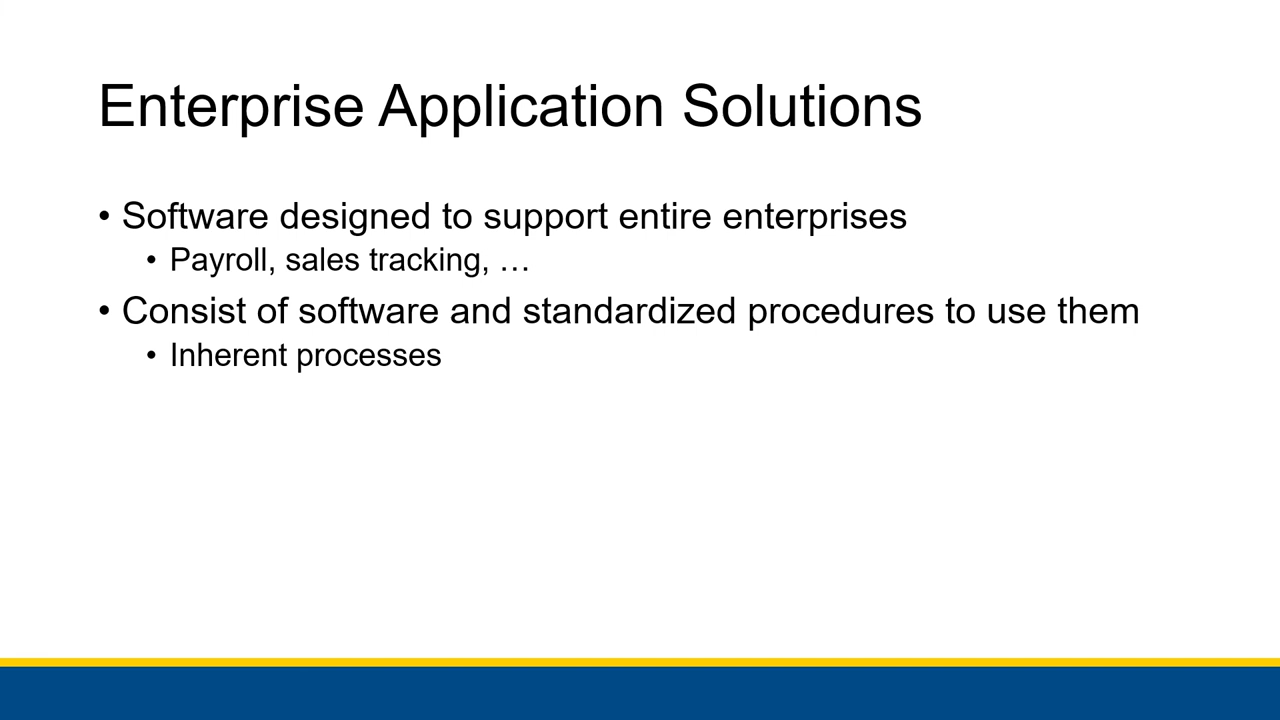 Enterprise Application Solutions
• Software designed to support entire enterprises
• Payroll, sales tracking, …
• Consist of software and standardized procedures to use them
• Inherent processes